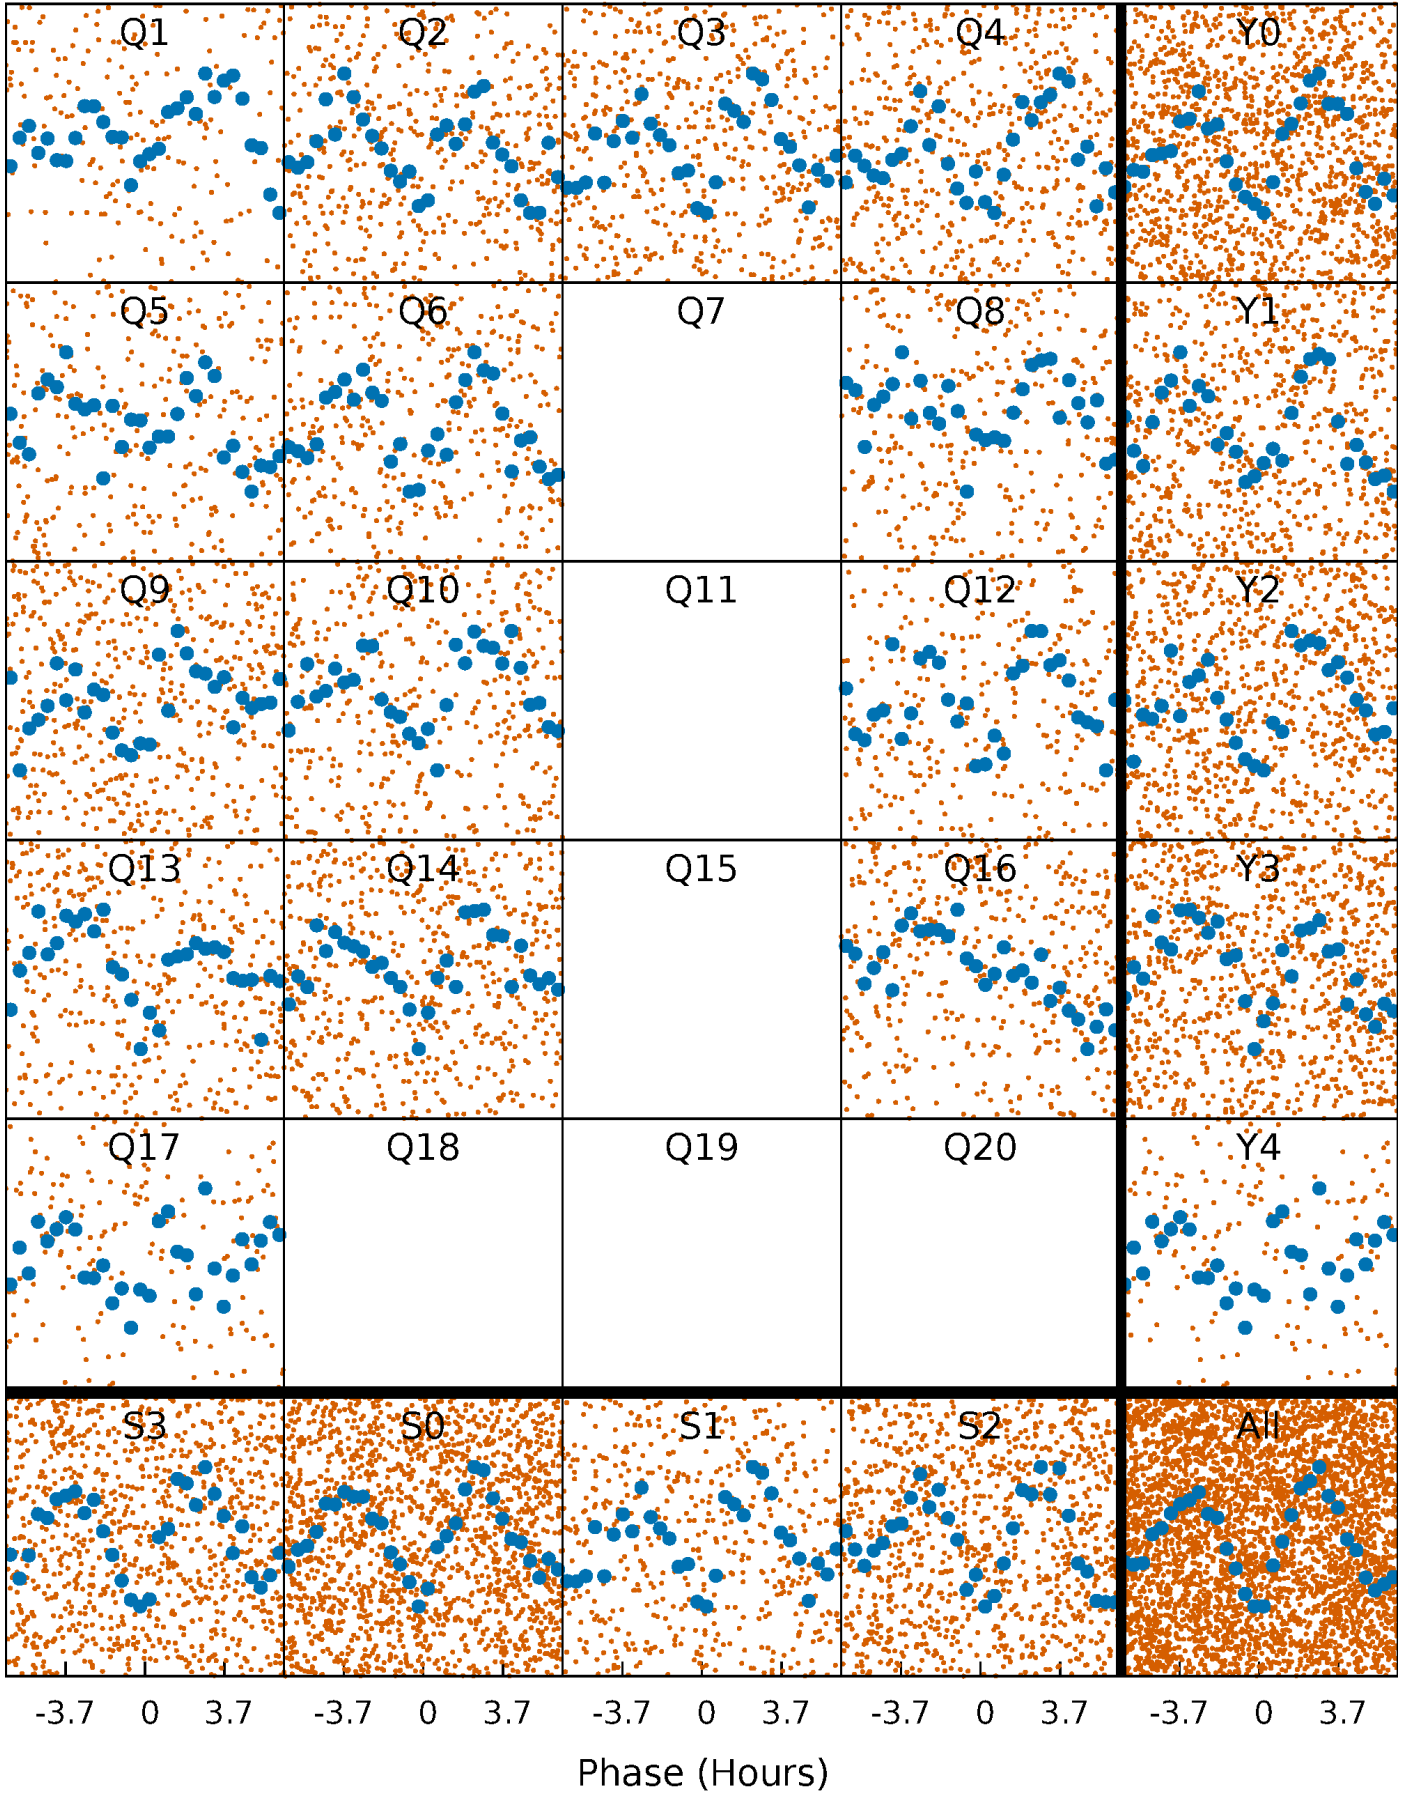 Q1 Q2 Q3 Q4 Y0
Q5 Q6 Q7 Q8 Y1
Q9 Q10 Q11 Q12 Y2
Q13 Q14 Q15 Q16 Y3
Q17 Q18 Q19 Q20 Y4
S3 S0 S1 S2 All
-3.7 0 3.7 -3.7 0 3.7 -3.7 0 3.7 -3.7 0 3.7 -3.7 0 3.7
Phase (Hours)